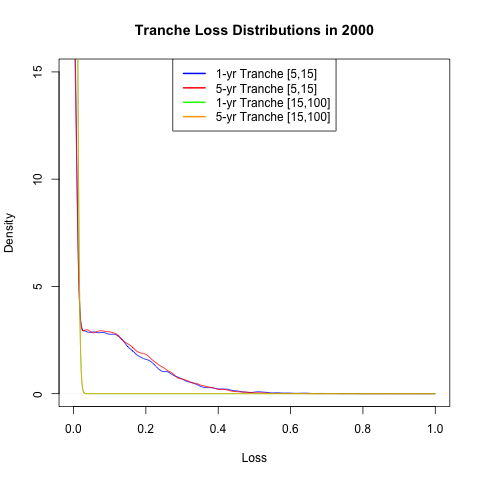 Tranche Loss Distributions in 2000
1-yr Tranche [5,15]
5-yr Tranche [5,15]
1-yr Tranche [15,100]
5-yr Tranche [15,100]
Density
15
10
5
0
0.0 0.2 0.4 0.6 0.8 1.0
Loss